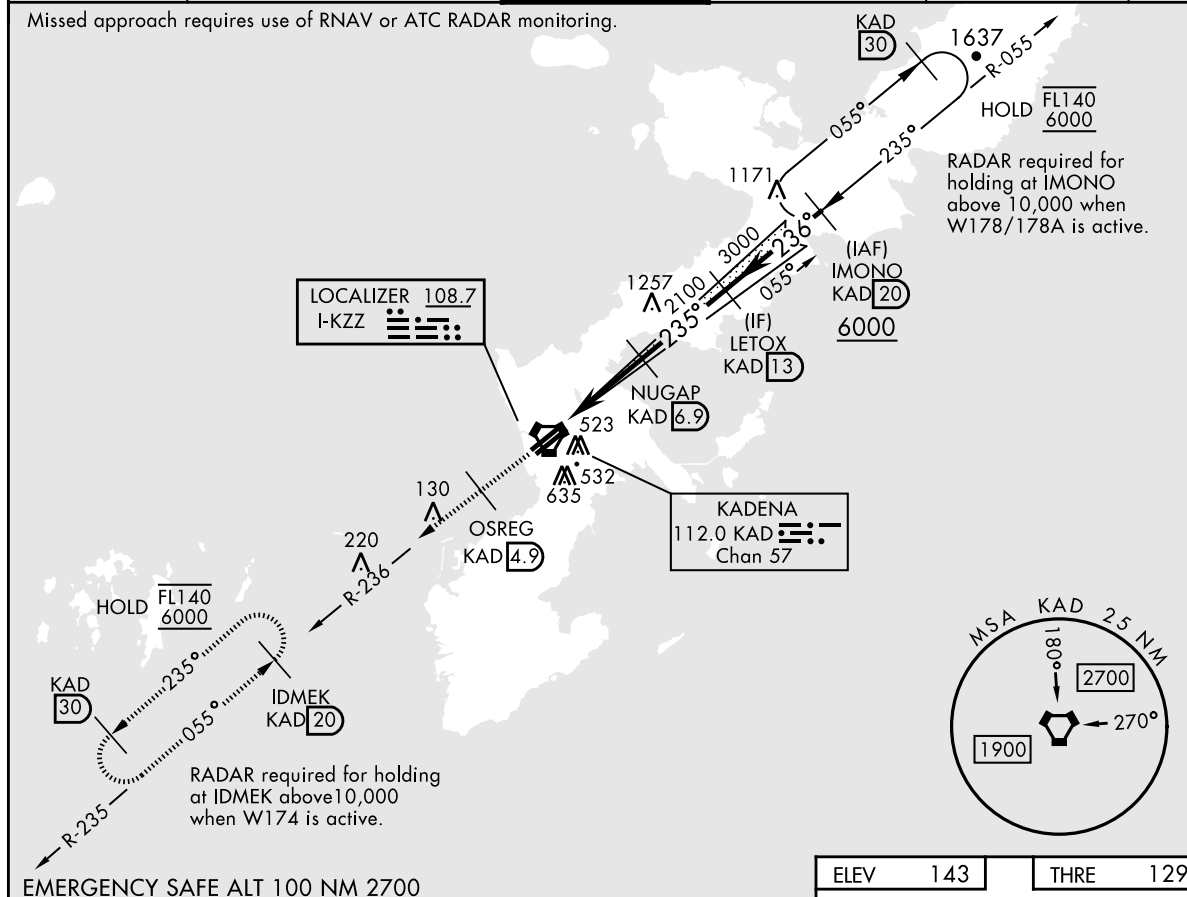 Missed approach requires use of RNAV or ATC RADAR monitoring.
KAD
30
1637
R-055
HOLD
FL140
6000
055°
235°
RADAR required for
holding at IMONO
above 10,000 when
W178/178A is active.
1171
236°
3000
(IAF)
IMONO
KAD 20
6000
055°
1257
2100
235°
(IF)
LETOX
KAD 13
LOCALIZER 108.7
I-KZZ
NUGAP
KAD 6.9
523
532
635
KADENA
112.0 KAD
Chan 57
130
OSREG
KAD 4.9
220
R-236
HOLD
FL140
6000
235°
055°
KAD
30
IDMEK
KAD 20
RADAR required for holding
at IDMEK above10,000
when W174 is active.
R-235
MSA KAD 25 NM
180°
2700
270°
1900
EMERGENCY SAFE ALT 100 NM 2700
ELEV 143
THRE 129